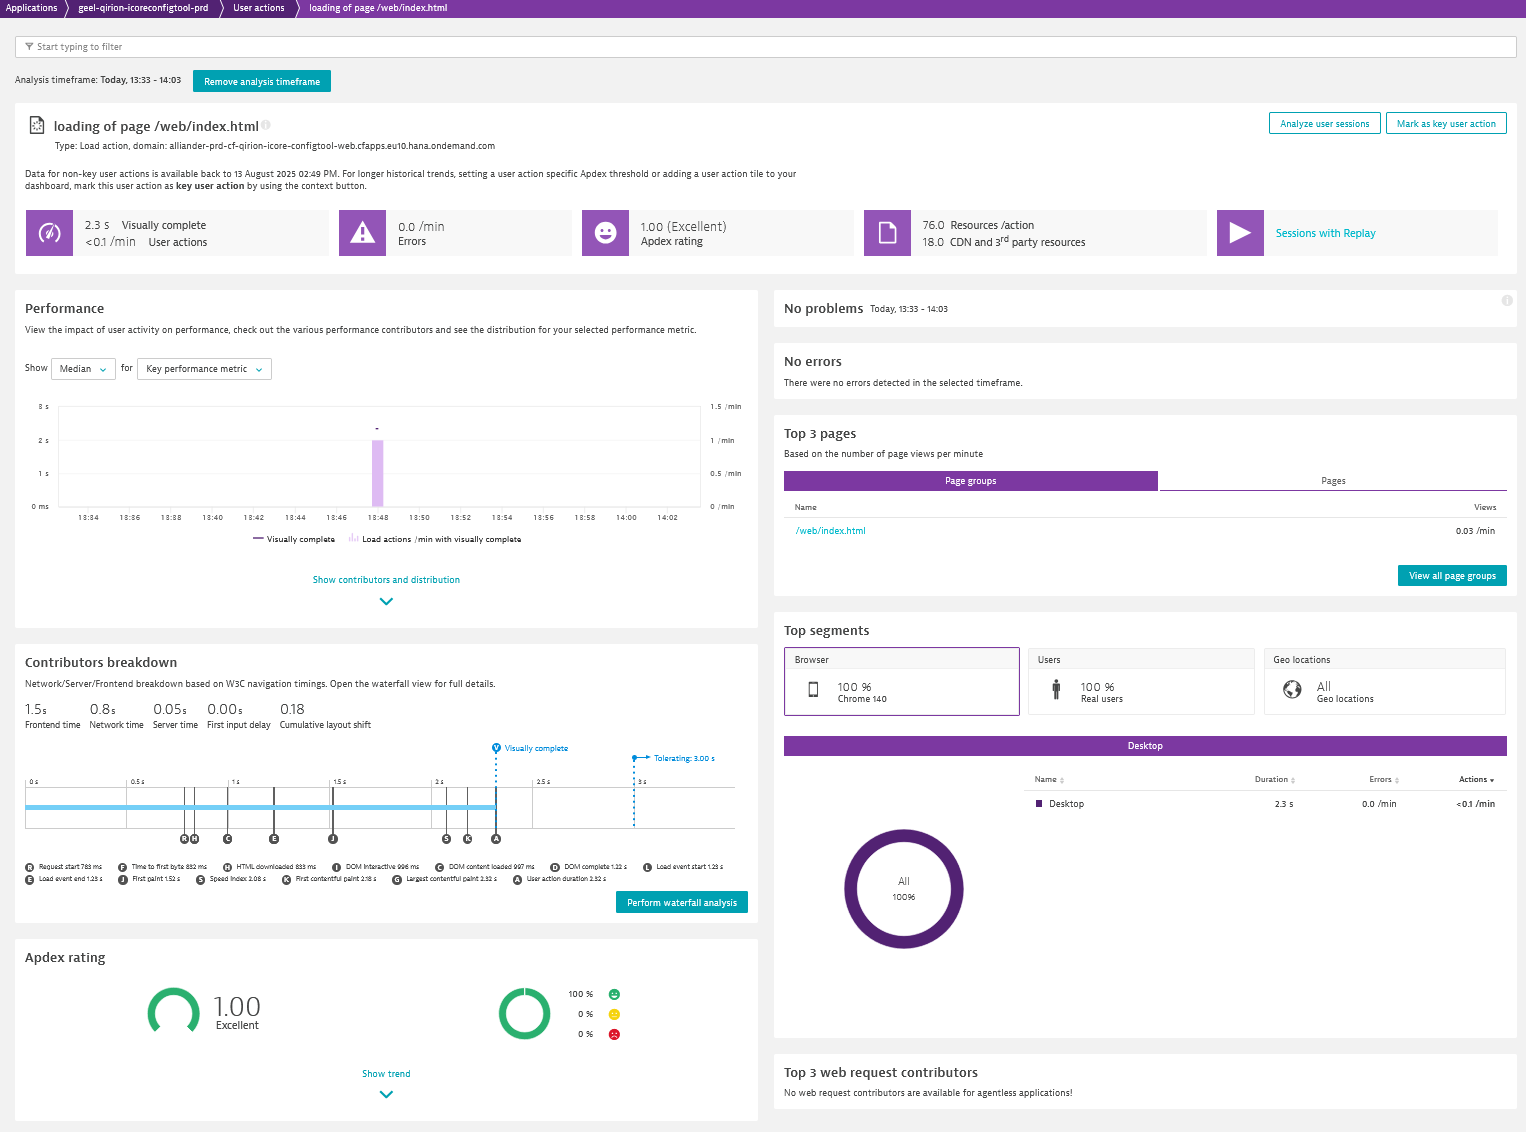 Applications
geel-qirion-icoreconfigtool-prd
User actions
loading of page /web/index.html
Start typing to filter
Analysis timeframe: Today, 13:33 - 14:03
Remove analysis timeframe
loading of page /web/index.html
Type: Load action, domain: alliander-prd-cf-qirion-icore-configtool-web.cfapps.eu10.hana.ondemand.com
Analyze user sessions
Mark as key user action
Data for non-key user actions is available back to 13 August 2025 02:49 PM. For longer historical trends, setting a user action specific Apdex threshold or adding a user action tile to your
dashboard, mark this user action as key user action by using the context button.
2.3 s Visually complete
<0.1 /min User actions
0.0 /min
Errors
1.00 (Excellent)
Apdex rating
76.0 Resources /action
18.0 CDN and 3rd party resources
Sessions with Replay
Performance
View the impact of user activity on performance, check out the various performance contributors and see the distribution for your selected performance metric.
Show Median for Key performance metric
3 s
2 s
1 s
0 ms
1.5 /min
1 /min
0.5 /min
0 /min
13:34 13:36 13:38 13:40 13:42 13:44 13:46 13:48 13:50 13:52 13:54 13:56 13:58 14:00 14:02
Visually complete
Load actions /min with visually complete
Show contributors and distribution
Contributors breakdown
Network/Server/Frontend breakdown based on W3C navigation timings. Open the waterfall view for full details.
1.5s 0.8s 0.05s 0.00s 0.18
Frontend time Network time Server time First input delay Cumulative layout shift
V Visually complete
Tolerating: 3.00 s
0 s 0.5 s 1 s 1.5 s 2 s 2.5 s 3 s
R H C E J S K A
R Request start 783 ms F Time to first byte 832 ms H HTML downloaded 833 ms I DOM interactive 996 ms C DOM content loaded 997 ms D DOM complete 1.22 s L Load event start 1.23 s
E Load event end 1.23 s J First paint 1.52 s S Speed index 2.08 s K First contentful paint 2.18 s G Largest contentful paint 2.32 s A User action duration 2.32 s
Perform waterfall analysis
Apdex rating
1.00
Excellent
100 %
0 %
0 %
Show trend
No problems Today, 13:33 - 14:03
No errors
There were no errors detected in the selected timeframe.
Top 3 pages
Based on the number of page views per minute
Page groups
Pages
Name Views
/web/index.html 0.03 /min
View all page groups
Top segments
Browser
100 %
Chrome 140
Users
100 %
Real users
Geo locations
All
Geo locations
Desktop
Name Duration Errors Actions
Desktop 2.3 s 0.0 /min <0.1 /min
All
100%
Top 3 web request contributors
No web request contributors are available for agentless applications!